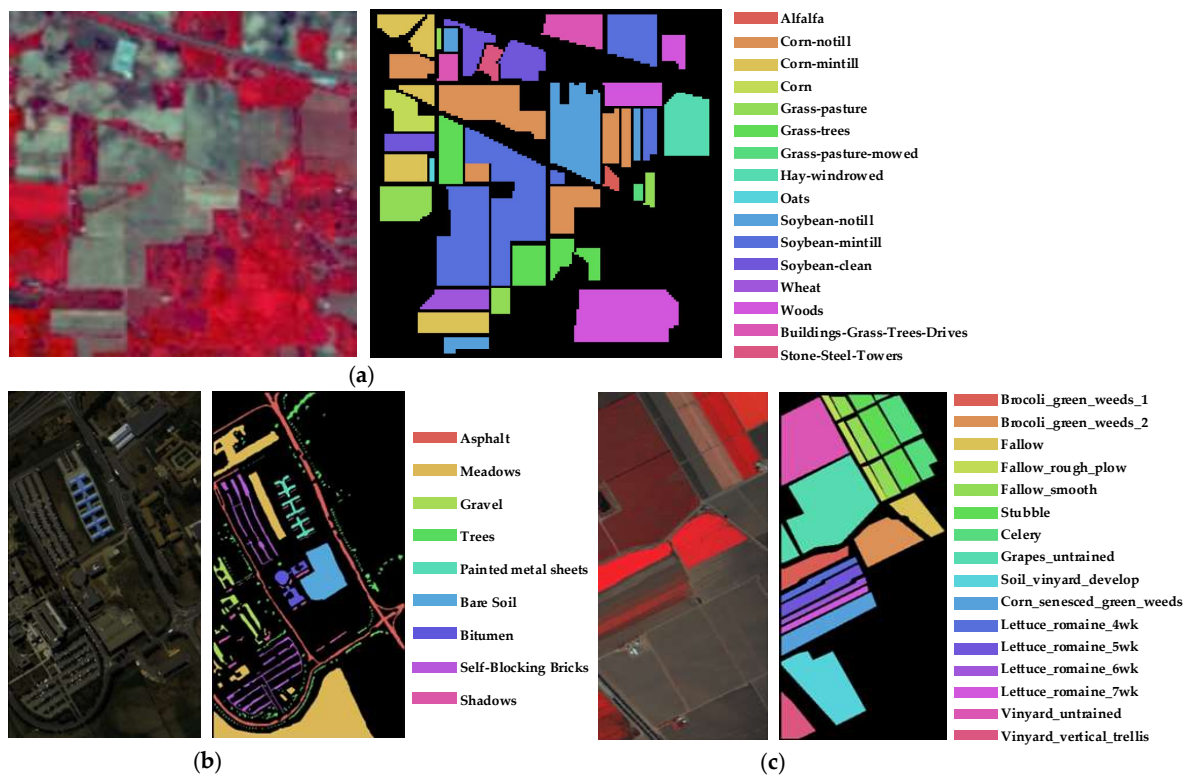 Alfalfa
Corn-notill
Corn-mintill
Corn
Grass-pasture
Grass-trees
Grass-pasture-mowed
Hay-windrowed
Oats
Soybean-notill
Soybean-mintill
Soybean-clean
Wheat
Woods
Buildings-Grass-Trees-Drives
Stone-Steel-Towers
(a)
Asphalt
Meadows
Gravel
Trees
Painted metal sheets
Bare Soil
Bitumen
Self-Blocking Bricks
Shadows
(b)
Brocoli_green_weeds_1
Brocoli_green_weeds_2
Fallow
Fallow_rough_plow
Fallow_smooth
Stubble
Celery
Grapes_untrained
Soil_vinyard_develop
Corn_senesced_green_weeds
Lettuce_romaine_4wk
Lettuce_romaine_5wk
Lettuce_romaine_6wk
Lettuce_romaine_7wk
Vinyard_untrained
Vinyard_vertical_trellis
(c)